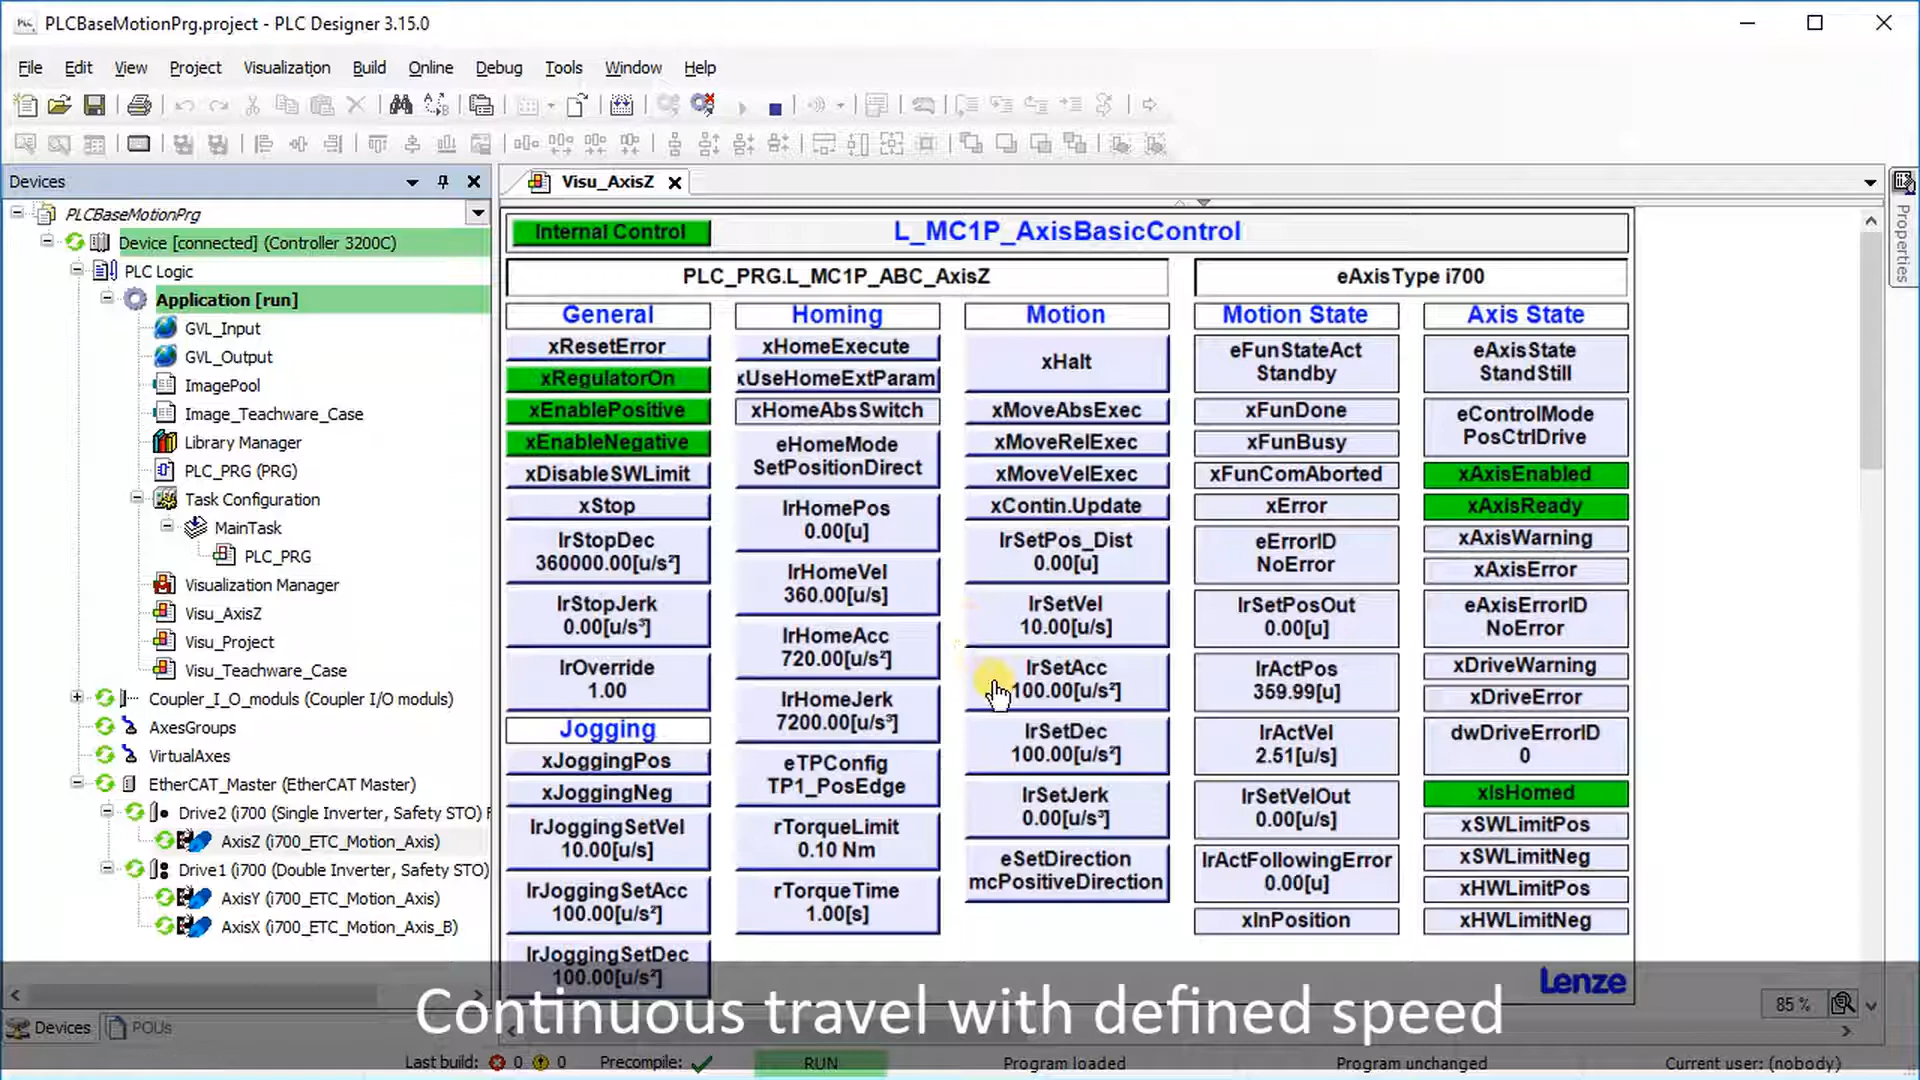 PLCBaseMotionPrg.project - PLC Designer 3.15.0
File Edit View Project Visualization Build Online Debug Tools Window Help
Devices
Visu_AxisZ
Properties
PLCBaseMotionPrg
Device [connected] (Controller 3200C)
PLC Logic
Application [run]
GVL_Input
GVL_Output
ImagePool
Image_Teachware_Case
Library Manager
PLC_PRG (PRG)
Task Configuration
MainTask
PLC_PRG
Visualization Manager
Visu_AxisZ
Visu_Project
Visu_Teachware_Case
Coupler_I_O_moduls (Coupler I/O moduls)
AxesGroups
VirtualAxes
EtherCAT_Master (EtherCAT Master)
Drive2 (i700 (Single Inverter, Safety STO) F
AxisZ (i700_ETC_Motion_Axis)
Drive1 (i700 (Double Inverter, Safety STO)
AxisY (i700_ETC_Motion_Axis)
AxisX (i700_ETC_Motion_Axis_B)
Devices POUs
Internal Control
L_MC1P_AxisBasicControl
PLC_PRG.L_MC1P_ABC_AxisZ
eAxisType i700
General
xResetError
xRegulatorOn
xEnablePositive
xEnableNegative
xDisableSWLimit
xStop
lrStopDec
360000.00[u/s²]
lrStopJerk
0.00[u/s³]
lrOverride
1.00
Jogging
xJoggingPos
xJoggingNeg
lrJoggingSetVel
10.00[u/s]
lrJoggingSetAcc
100.00[u/s²]
lrJoggingSetDec
100.00[u/s²]
Homing
xHomeExecute
xUseHomeExtParam
xHomeAbsSwitch
eHomeMode
SetPositionDirect
lrHomePos
0.00[u]
lrHomeVel
360.00[u/s]
lrHomeAcc
720.00[u/s²]
lrHomeJerk
7200.00[u/s³]
eTPConfig
TP1_PosEdge
rTorqueLimit
0.10 Nm
rTorqueTime
1.00[s]
Motion
xHalt
xMoveAbsExec
xMoveRelExec
xMoveVelExec
xContin.Update
lrSetPos_Dist
0.00[u]
lrSetVel
10.00[u/s]
lrSetAcc
100.00[u/s²]
lrSetDec
100.00[u/s²]
lrSetJerk
0.00[u/s³]
eSetDirection
mcPositiveDirection
Motion State
eFunStateAct
Standby
xFunDone
xFunBusy
xFunComAborted
xError
eErrorID
NoError
lrSetPosOut
0.00[u]
lrActPos
359.99[u]
lrActVel
2.51[u/s]
lrSetVelOut
0.00[u/s]
lrActFollowingError
0.00[u]
xInPosition
Axis State
eAxisState
StandStill
eControlMode
PosCtrlDrive
xAxisEnabled
xAxisReady
xAxisWarning
xAxisError
eAxisErrorID
NoError
xDriveWarning
xDriveError
dwDriveErrorID
0
xIsHomed
xSWLimitPos
xSWLimitNeg
xHWLimitPos
xHWLimitNeg
Lenze
85 %
Continuous travel with defined speed
Last build: 0 0 Precompile: RUN Program loaded Program unchanged Current user: (nobody)